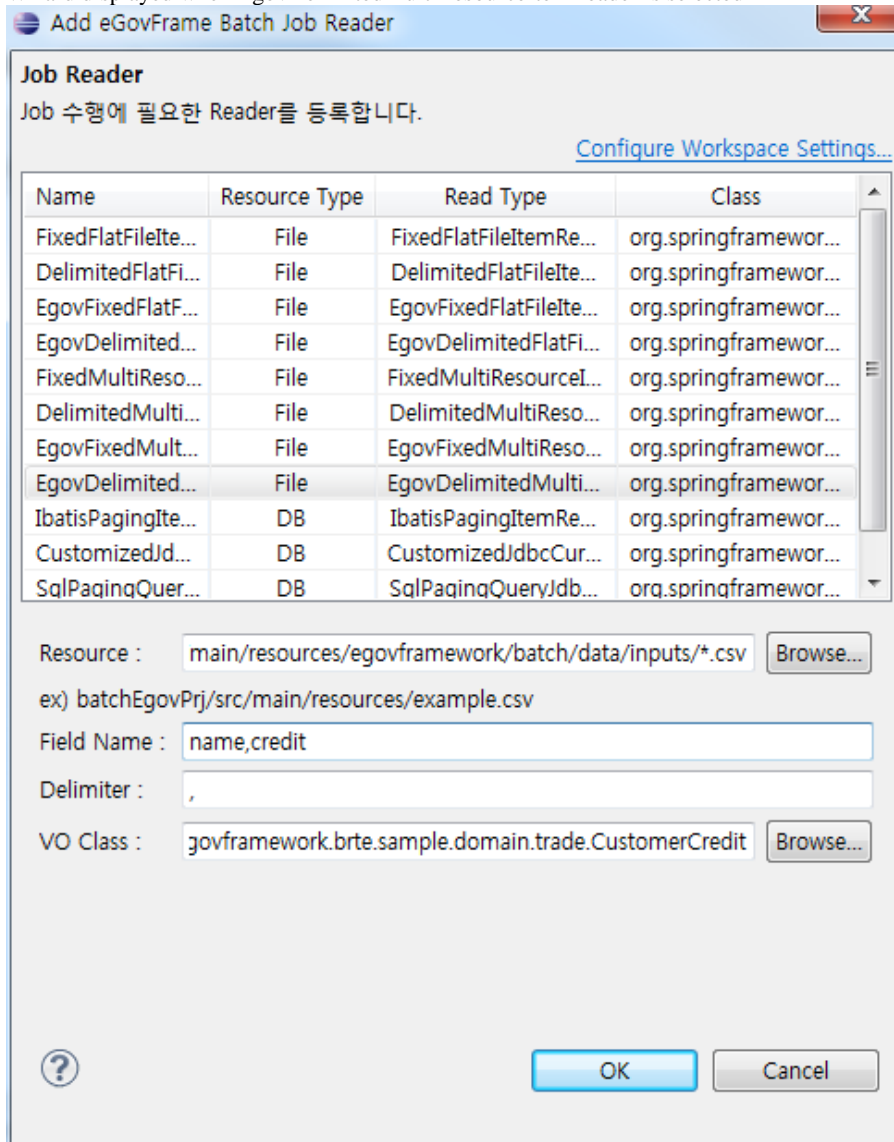 Add eGovFrame Batch Job Reader
Job Reader
Job 수행에 필요한 Reader를 등록합니다.
Configure Workspace Settings...
Name Resource Type Read Type Class
FixedFlatFileIte... File FixedFlatFileItemRe... org.springframewor...
DelimitedFlatFi... File DelimitedFlatFileIte... org.springframewor...
EgovFixedFlatF... File EgovFixedFlatFileIte... org.springframewor...
EgovDelimited... File EgovDelimitedFlatFi... org.springframewor...
FixedMultiReso... File FixedMultiResourceI... org.springframewor...
DelimitedMulti... File DelimitedMultiReso... org.springframewor...
EgovFixedMult... File EgovFixedMultiReso... org.springframewor...
EgovDelimited... File EgovDelimitedMulti... org.springframewor...
IbatisPagingIte... DB IbatisPagingItemRe... org.springframewor...
CustomizedJd... DB CustomizedJdbcCur... org.springframewor...
SqlPagingQuer... DB SqlPagingQueryJdb... org.springframewor...
Resource : main/resources/egovframework/batch/data/inputs/*.csv Browse...
ex) batchEgovPrj/src/main/resources/example.csv
Field Name : name,credit
Delimiter : ,
VO Class : govframework.brte.sample.domain.trade.CustomerCredit Browse...
? OK Cancel